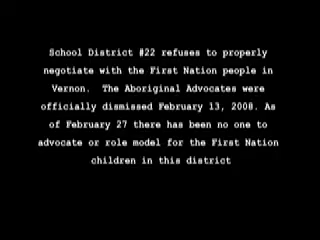 School District #22 refuses to properly
negotiate with the First Nation people in
Vernon.  The Aboriginal Advocates were
officially dismissed February 13, 2008. As
of February 27 there has been no one to
advocate or role model for the First Nation
children in this district